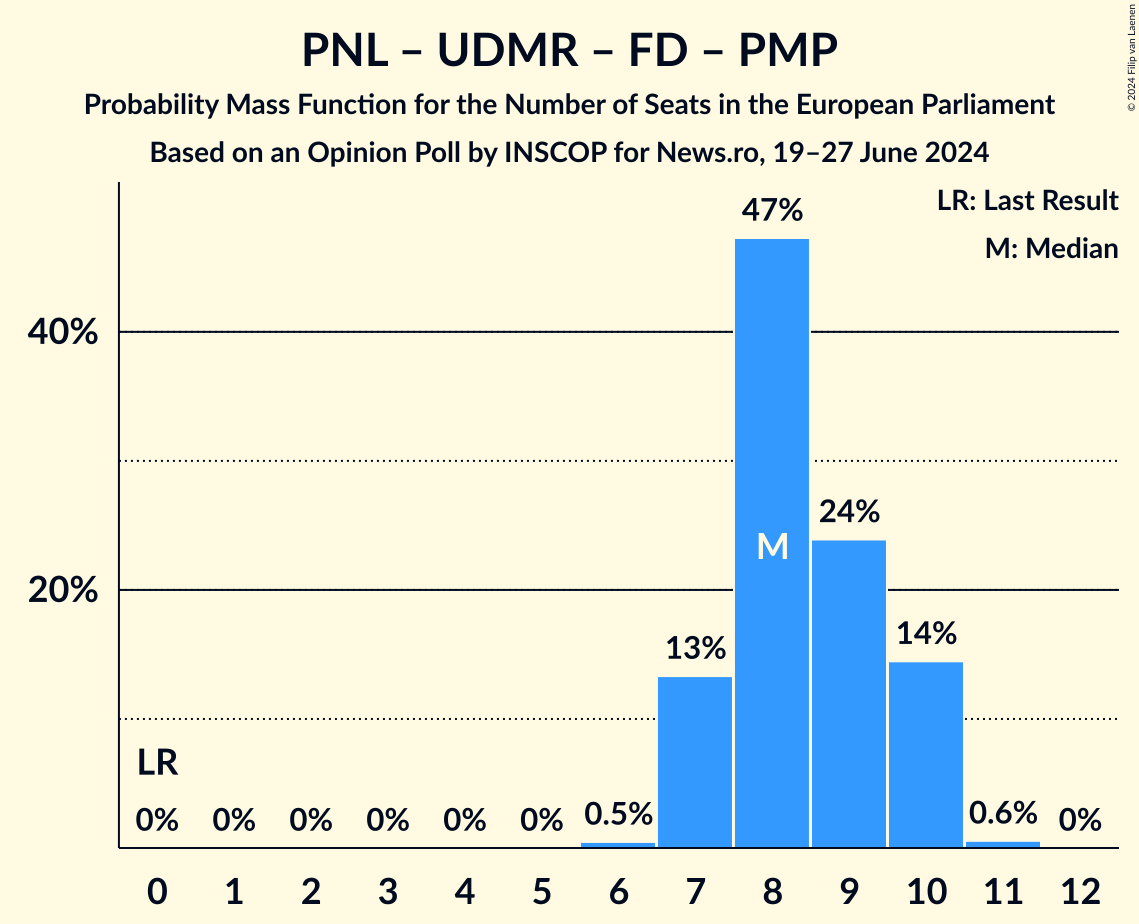 PNL – UDMR – FD – PMP
Probability Mass Function for the Number of Seats in the European Parliament
Based on an Opinion Poll by INSCOP for News.ro, 19–27 June 2024
© 2024 Filip van Laenen
LR: Last Result
M: Median
47%
40%
24%
M
20%
14%
13%
LR
0% 0% 0% 0% 0% 0% 0.5% 0.6% 0%
0 1 2 3 4 5 6 7 8 9 10 11 12